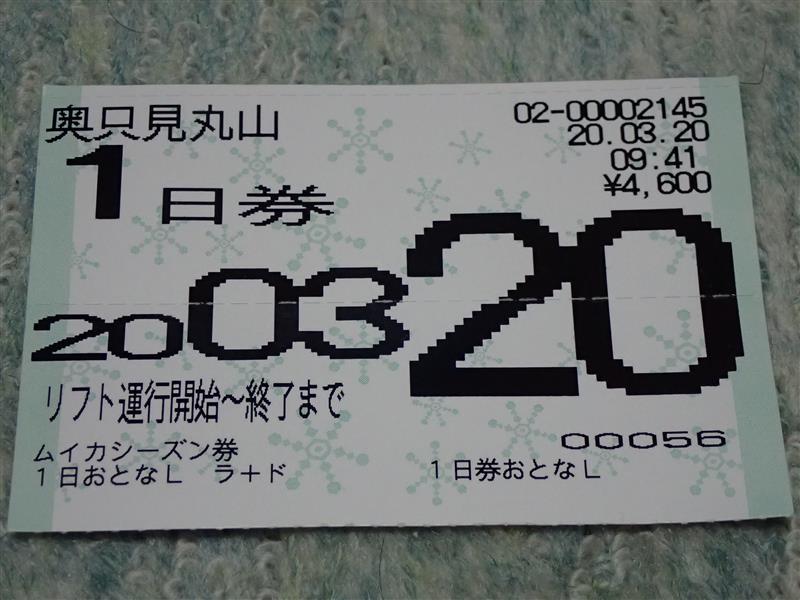 奥只見丸山
02-00002145
20.03.20
09:41
¥4,600
1日券
20 03 20
リフト運行開始～終了まで
00056
ムイカシーズン券
1日おとなL ラ+ド
1日券おとなL